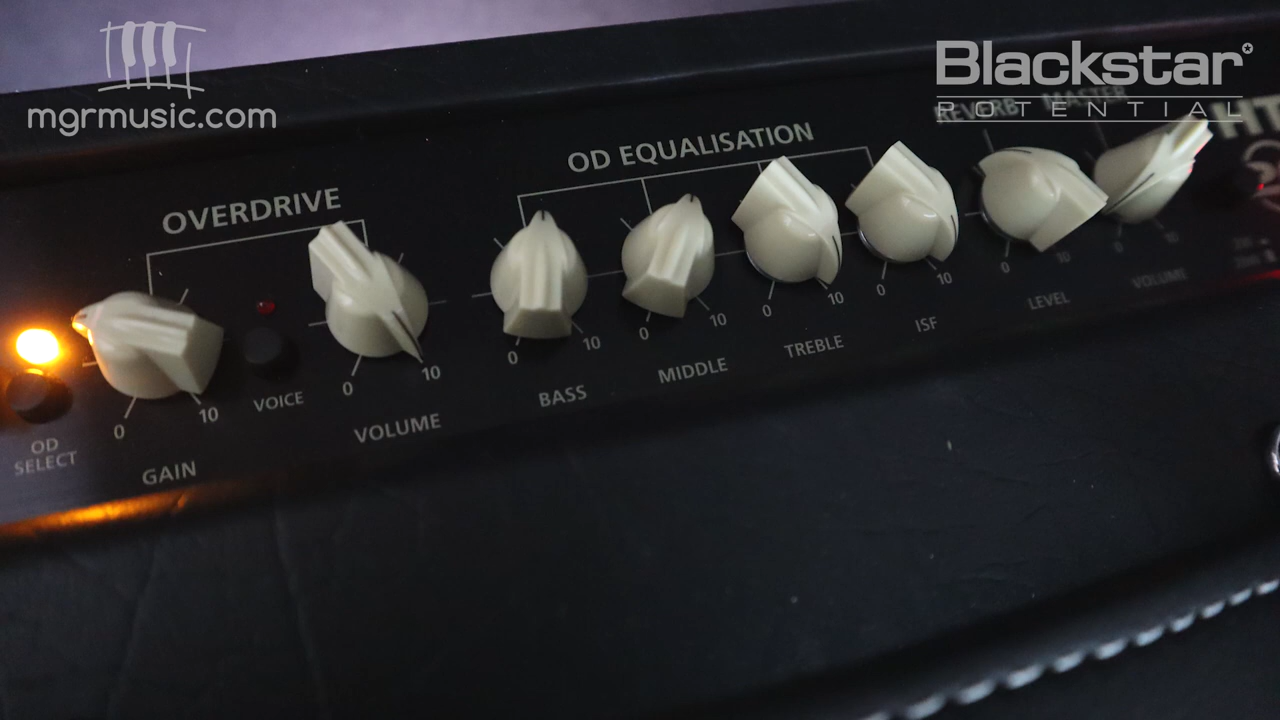 mgrmusic.com
Blackstar
POTENTIAL
REVERB
MASTER
HT
OD EQUALISATION
OVERDRIVE
0
10
0
10
0
10
0
10
0
10
0
10
0
10
0
10
LEVEL
VOLUME
ISF
TREBLE
MIDDLE
BASS
VOLUME
VOICE
GAIN
OD
SELECT